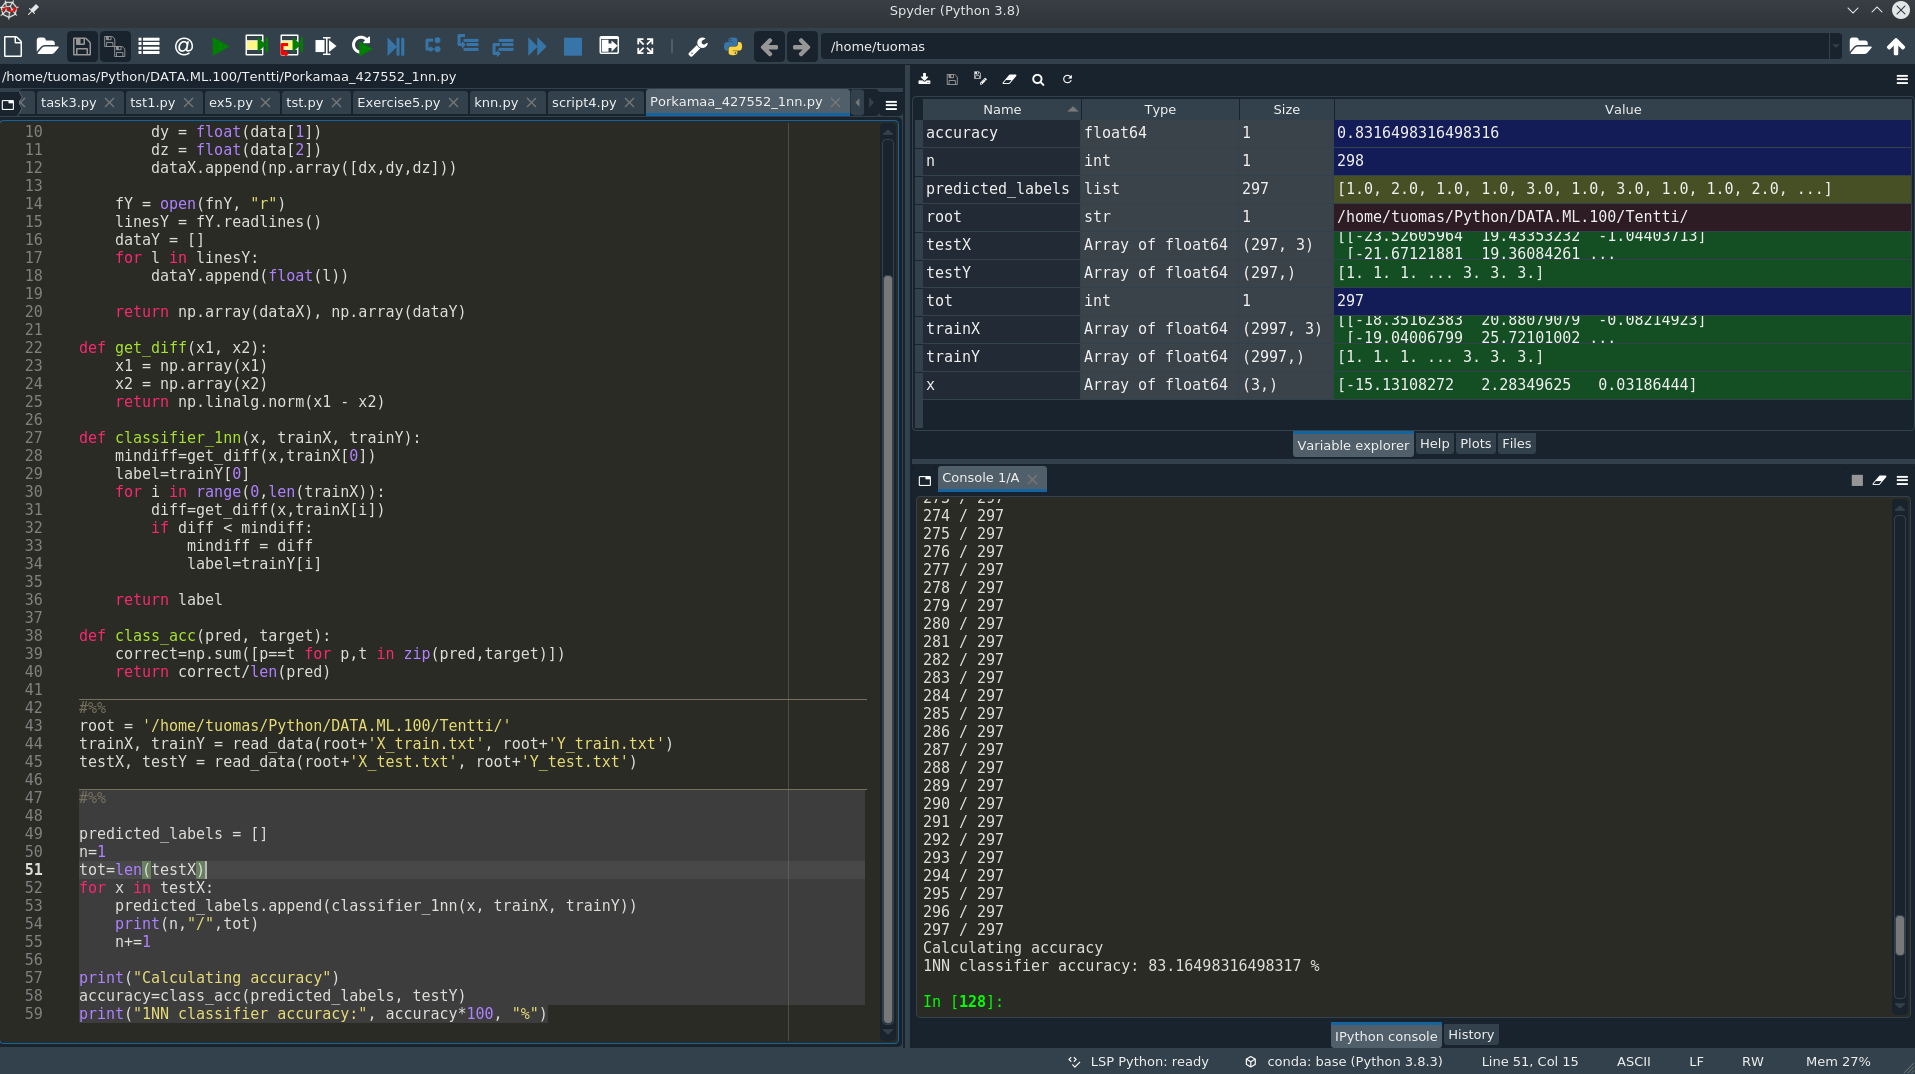 Spyder (Python 3.8)
/home/tuomas
/home/tuomas/Python/DATA.ML.100/Tentti/Porkamaa_427552_1nn.py
task3.py tst1.py ex5.py tst.py Exercise5.py knn.py script4.py Porkamaa_427552_1nn.py
10 dy = float(data[1])
11 dz = float(data[2])
12 dataX.append(np.array([dx,dy,dz]))
13
14 fY = open(fnY, "r")
15 linesY = fY.readlines()
16 dataY = []
17 for l in linesY:
18 dataY.append(float(l))
19
20 return np.array(dataX), np.array(dataY)
21
22 def get_diff(x1, x2):
23 x1 = np.array(x1)
24 x2 = np.array(x2)
25 return np.linalg.norm(x1 - x2)
26
27 def classifier_1nn(x, trainX, trainY):
28 mindiff=get_diff(x,trainX[0])
29 label=trainY[0]
30 for i in range(0,len(trainX)):
31 diff=get_diff(x,trainX[i])
32 if diff < mindiff:
33 mindiff = diff
34 label=trainY[i]
35
36 return label
37
38 def class_acc(pred, target):
39 correct=np.sum([p==t for p,t in zip(pred,target)])
40 return correct/len(pred)
41
42 #%%
43 root = '/home/tuomas/Python/DATA.ML.100/Tentti/'
44 trainX, trainY = read_data(root+'X_train.txt', root+'Y_train.txt')
45 testX, testY = read_data(root+'X_test.txt', root+'Y_test.txt')
46
47 #%%
48
49 predicted_labels = []
50 n=1
51 tot=len(testX)
52 for x in testX:
53 predicted_labels.append(classifier_1nn(x, trainX, trainY))
54 print(n,"/",tot)
55 n+=1
56
57 print("Calculating accuracy")
58 accuracy=class_acc(predicted_labels, testY)
59 print("1NN classifier accuracy:", accuracy*100, "%")
Name Type Size Value
accuracy float64 1 0.8316498316498316
n int 1 298
predicted_labels list 297 [1.0, 2.0, 1.0, 1.0, 3.0, 1.0, 3.0, 1.0, 1.0, 2.0, ...]
root str 1 /home/tuomas/Python/DATA.ML.100/Tentti/
testX Array of float64 (297, 3) [[-23.52605964 19.43353232 -1.04403713]
[-21.67121881 19.36084261 ...
testY Array of float64 (297,) [1. 1. 1. ... 3. 3. 3.]
tot int 1 297
trainX Array of float64 (2997, 3) [[-18.35162383 20.88079079 -0.08214923]
[-19.04006799 25.72101002 ...
trainY Array of float64 (2997,) [1. 1. 1. ... 3. 3. 3.]
x Array of float64 (3,) [-15.13108272 2.28349625 0.03186444]
Variable explorer Help Plots Files
Console 1/A
273 / 297
274 / 297
275 / 297
276 / 297
277 / 297
278 / 297
279 / 297
280 / 297
281 / 297
282 / 297
283 / 297
284 / 297
285 / 297
286 / 297
287 / 297
288 / 297
289 / 297
290 / 297
291 / 297
292 / 297
293 / 297
294 / 297
295 / 297
296 / 297
297 / 297
Calculating accuracy
1NN classifier accuracy: 83.16498316498317 %
In [128]:
IPython console History
LSP Python: ready conda: base (Python 3.8.3) Line 51, Col 15 ASCII LF RW Mem 27%